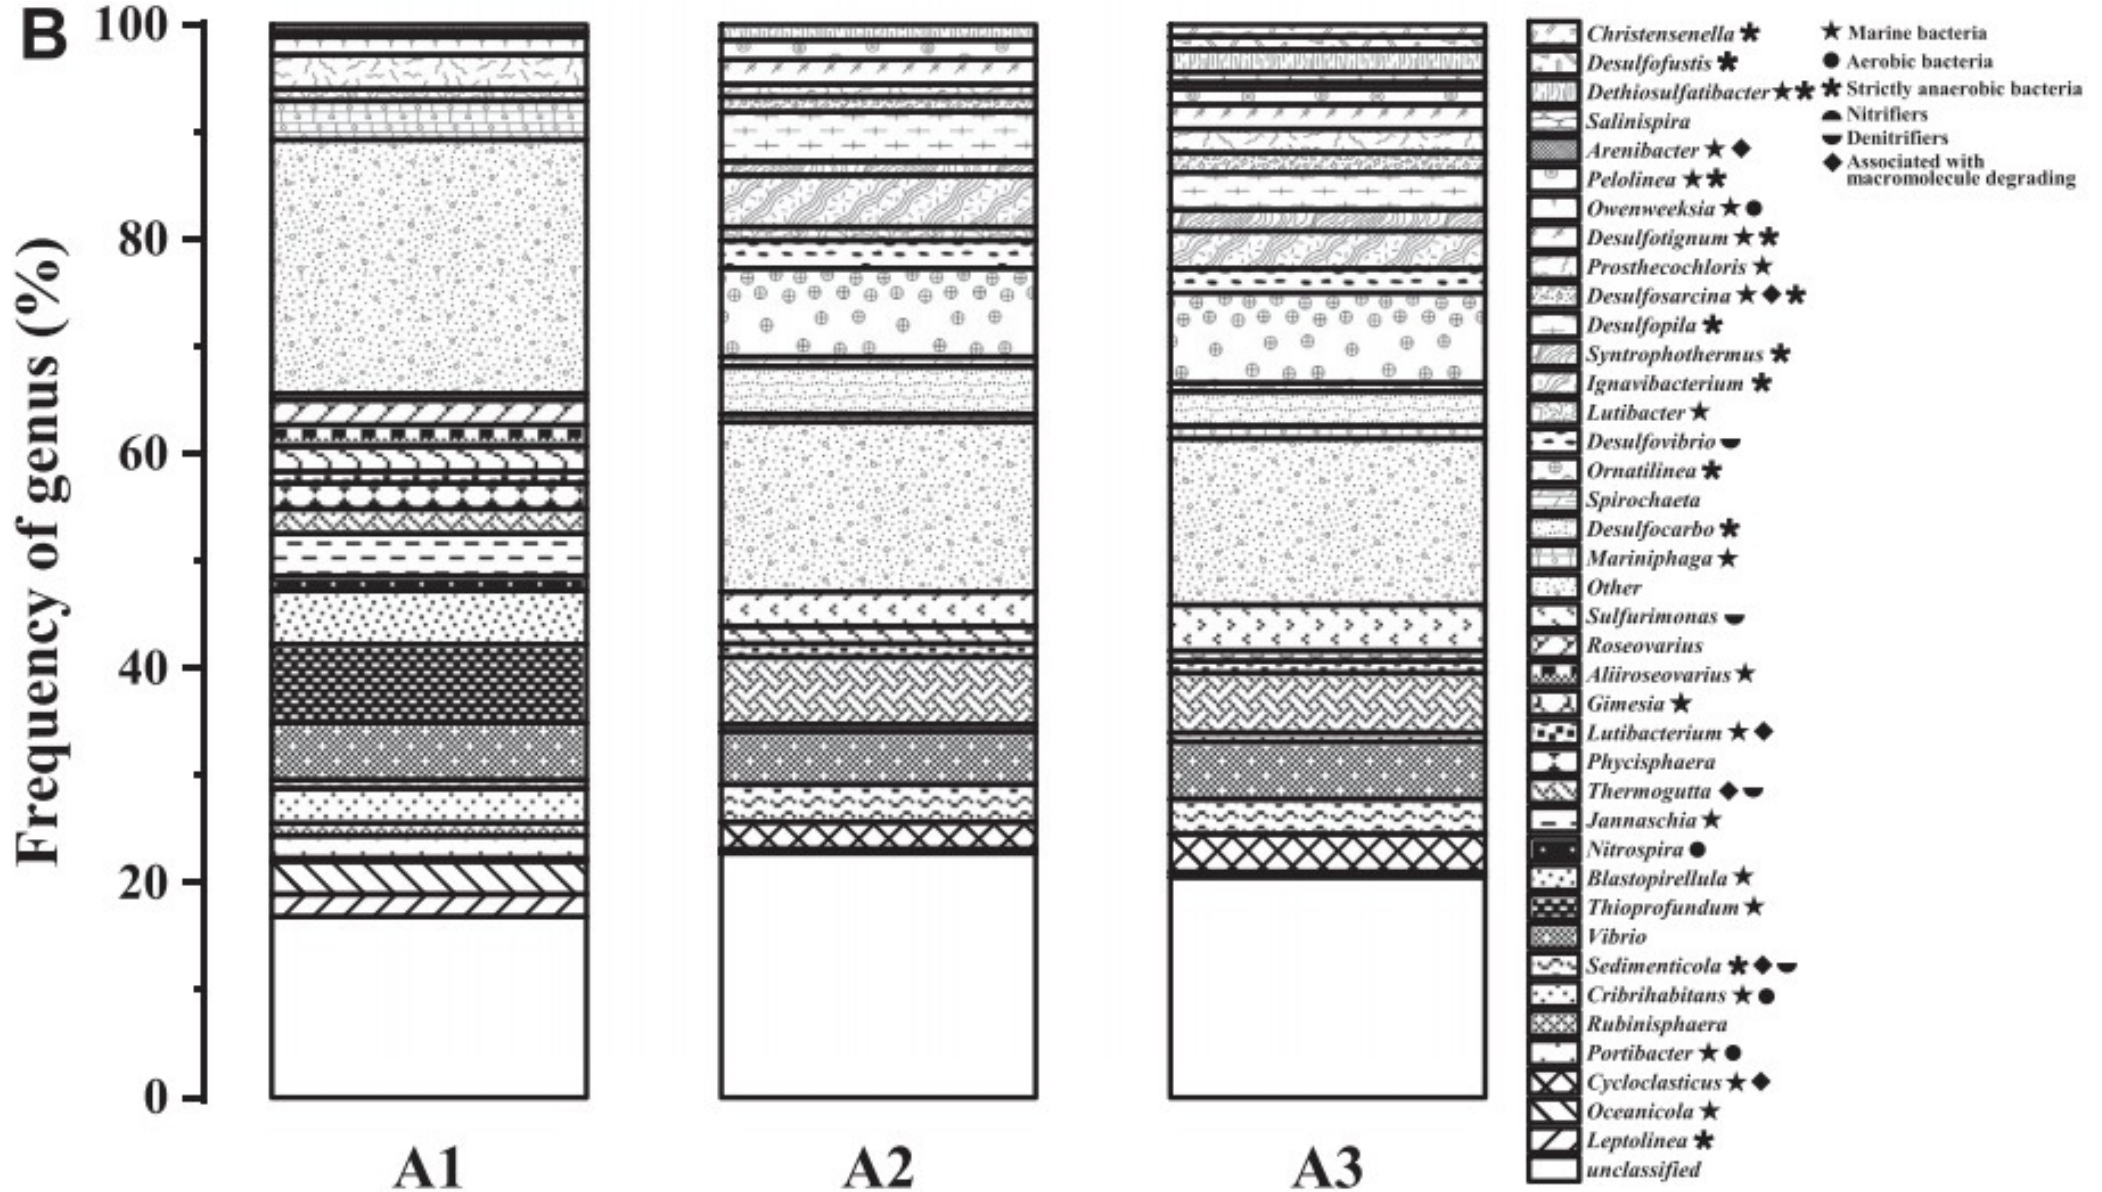 B
Frequency of genus (%)
100
80
60
40
20
0
A1
A2
A3
Christensenella
Desulfofustis
Dethiosulfatibacter
Salinispira
Arenibacter
Pelolinea
Owenweeksia
Desulfotignum
Prosthecochloris
Desulfosarcina
Desulfopila
Syntrophothermus
Ignavibacterium
Lutibacter
Desulfovibrio
Ornatilinea
Spirochaeta
Desulfocarbo
Mariniphaga
Other
Sulfurimonas
Roseovarius
Aliiroseovarius
Gimesia
Lutibacterium
Phycisphaera
Thermogutta
Jannaschia
Nitrospira
Blastopirellula
Thioprofundum
Vibrio
Sedimenticola
Cribrihabitans
Rubinisphaera
Portibacter
Cycloclasticus
Oceanicola
Leptolinea
unclassified
Marine bacteria
Aerobic bacteria
Strictly anaerobic bacteria
Nitrifiers
Denitrifiers
Associated with
macromolecule degrading